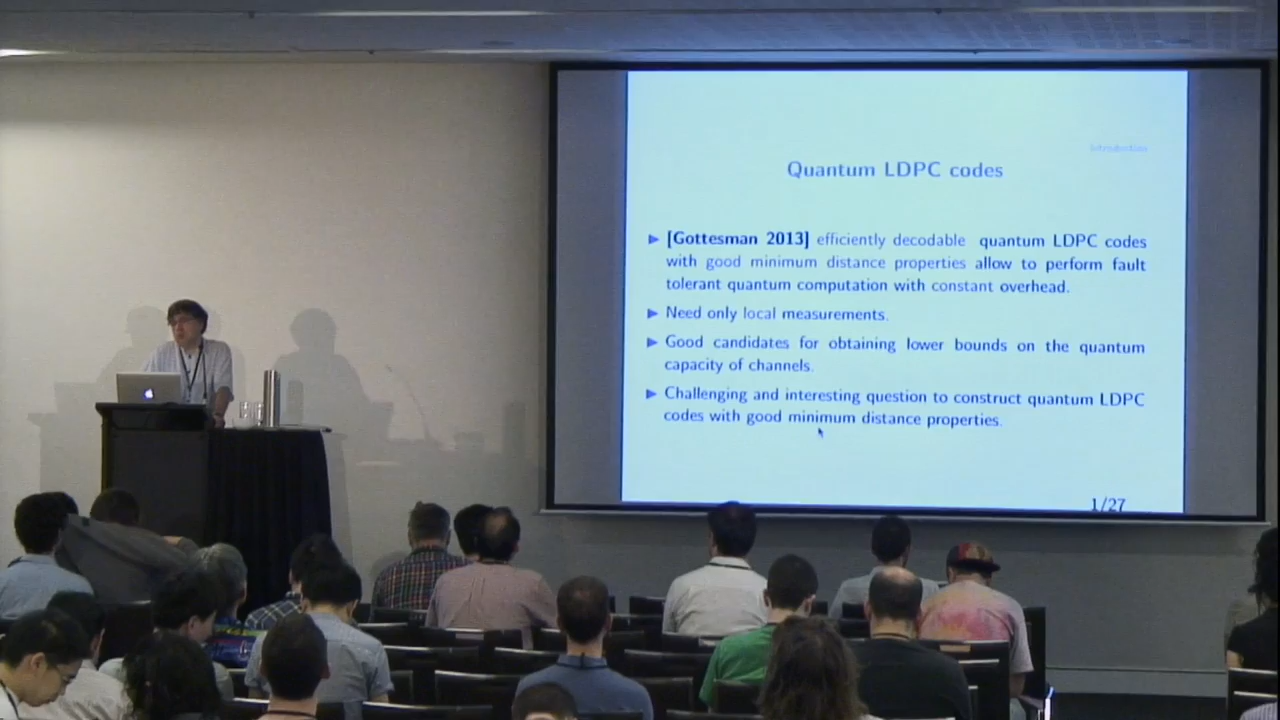 Introduction
Quantum LDPC codes
[Gottesman 2013] efficiently decodable quantum LDPC codes
with good minimum distance properties allow to perform fault
tolerant quantum computation with constant overhead.
Need only local measurements.
Good candidates for obtaining lower bounds on the quantum
capacity of channels.
Challenging and interesting question to construct quantum LDPC
codes with good minimum distance properties.
1/27